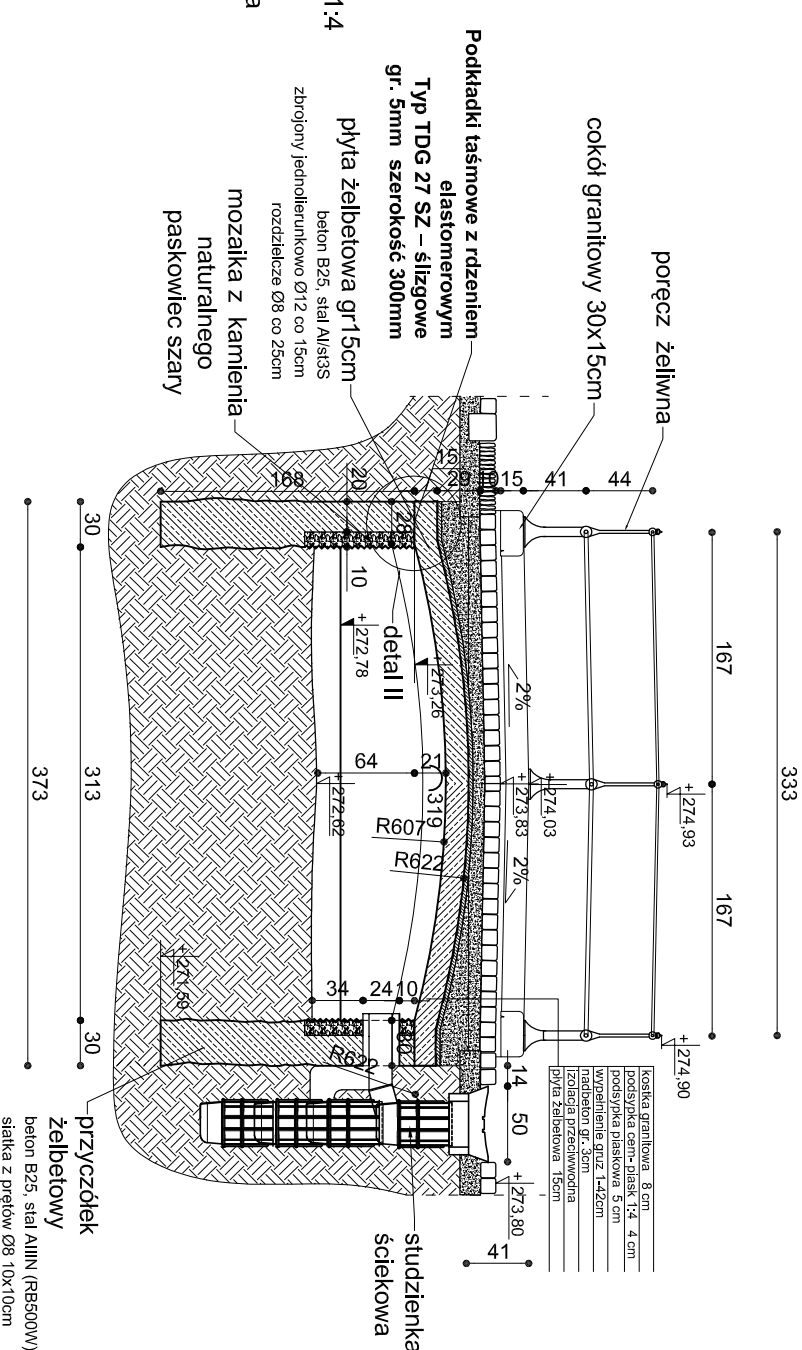 1:4
a
Podkładki taśmowe z rdzeniem
elastomerowym
Typ TDG 27 SZ – ślizgowe
gr. 5mm szerokość 300mm
płyta żelbetowa gr15cm
beton B25, stal AI/st3S
zbrojony jednolierunkowo Ø12 co 15cm
rozdzielcze Ø8 co 25cm
mozaika z kamienia
naturalnego
paskowiec szary
cokół granitowy 30x15cm
poręcz żeliwna
15
168
20
29
10
15
41
44
28
10
detal II
+272,78
+273,26
2%
+274,03
+273,83
+274,93
64
21
319
+272,62
R607
R622
2%
167
167
333
30
313
30
373
+271,59
34
24
10
30
R622
14
50
+274,90
+273,80
41
kostka granitowa 8 cm
podsypka cem- piask 1:4 4 cm
podsypka piaskowa 5 cm
wypełnienie gruz 1-42cm
nadbeton gr. 3cm
izolacja przeciwwodna
płyta żelbetowa 15cm
studzienka
ściekowa
przyczółek
żelbetowy
beton B25, stal AIIIN (RB500W)
siatka z prętów Ø8 10x10cm